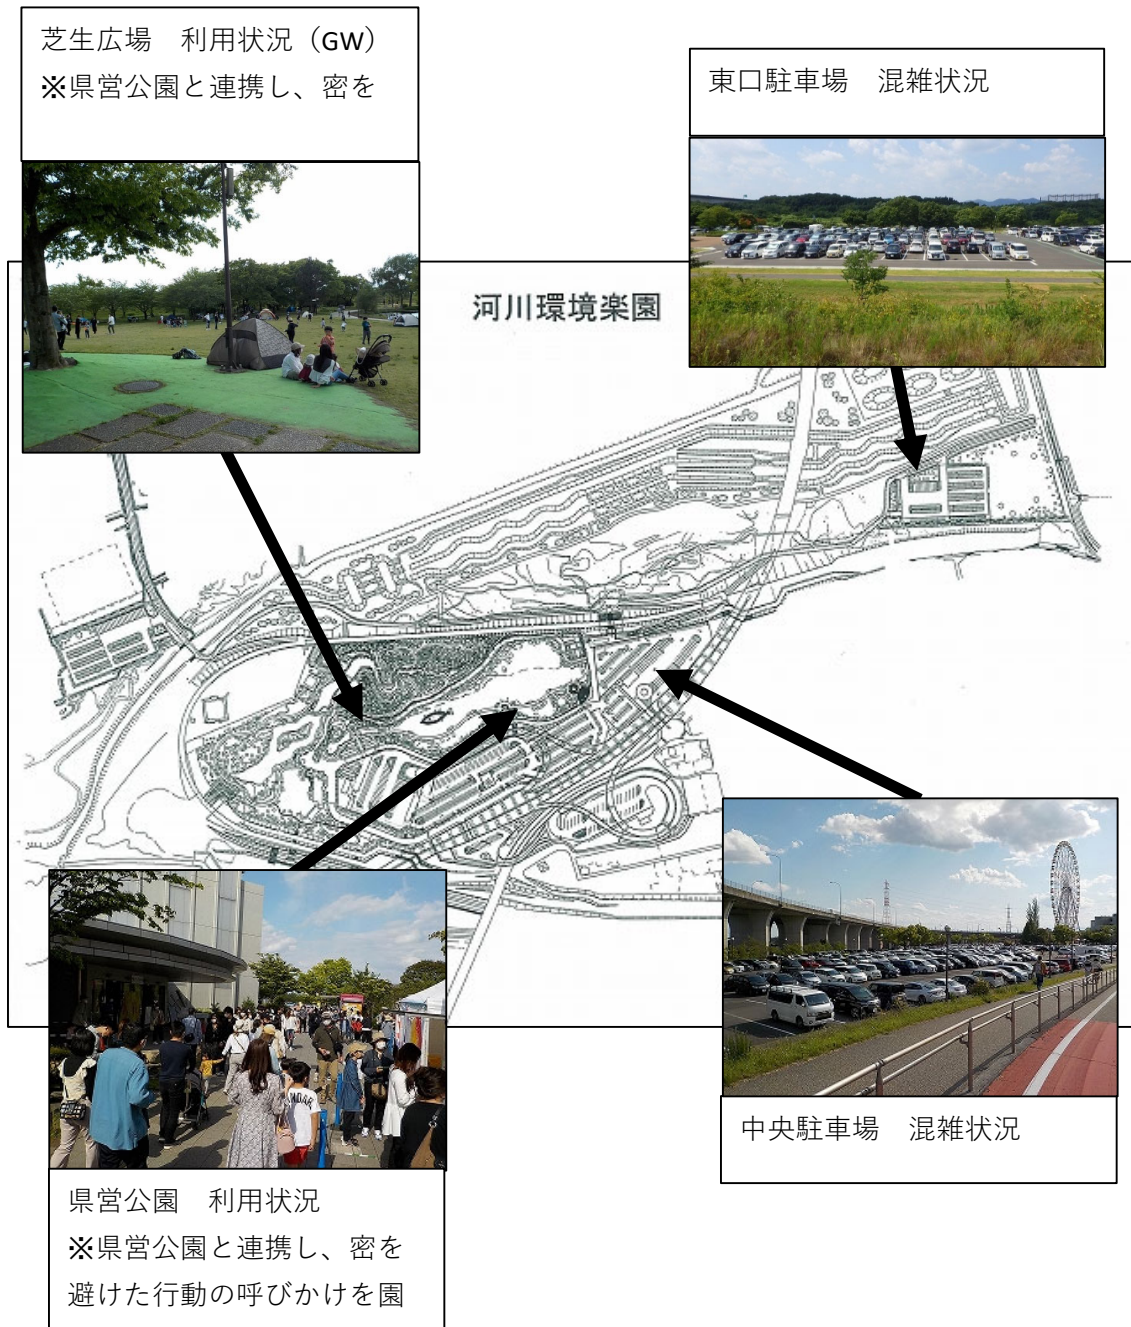 芝生広場　利用状況（GW）
※県営公園と連携し、密を
東口駐車場　混雑状況
河川環境楽園
中央駐車場　混雑状況
県営公園　利用状況
※県営公園と連携し、密を
避けた行動の呼びかけを園